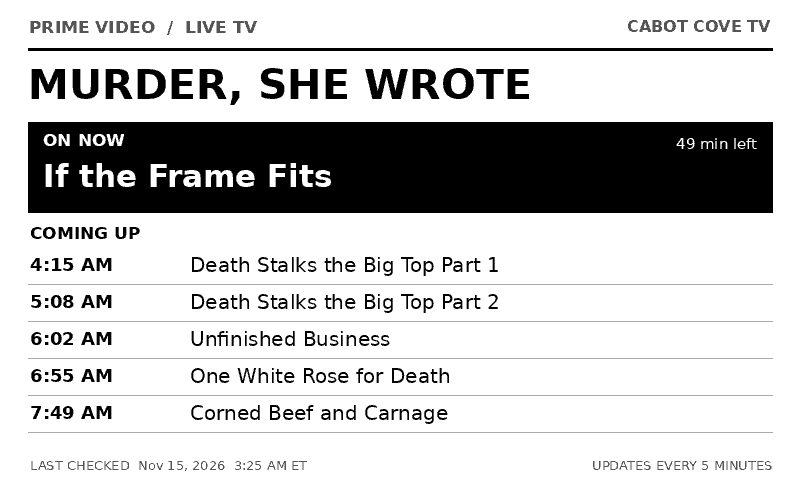 PRIME VIDEO / LIVE TV
CABOT COVE TV
MURDER, SHE WROTE
ON NOW
49 min left
If the Frame Fits
COMING UP
4:15 AM Death Stalks the Big Top Part 1
5:08 AM Death Stalks the Big Top Part 2
6:02 AM Unfinished Business
6:55 AM One White Rose for Death
7:49 AM Corned Beef and Carnage
LAST CHECKED Nov 15, 2026 3:25 AM ET
UPDATES EVERY 5 MINUTES